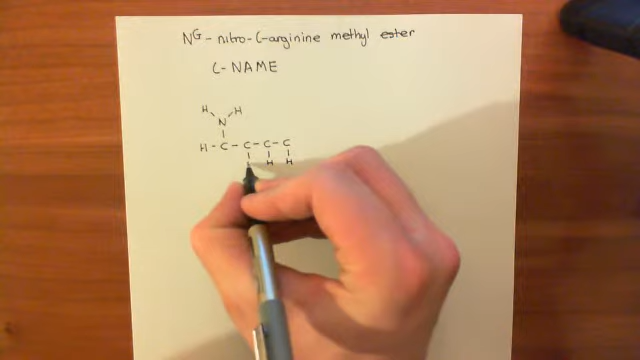 Nᴳ-nitro-L-arginine methyl ester
L-NAME
H H
N
H-C-C-C-C
H H